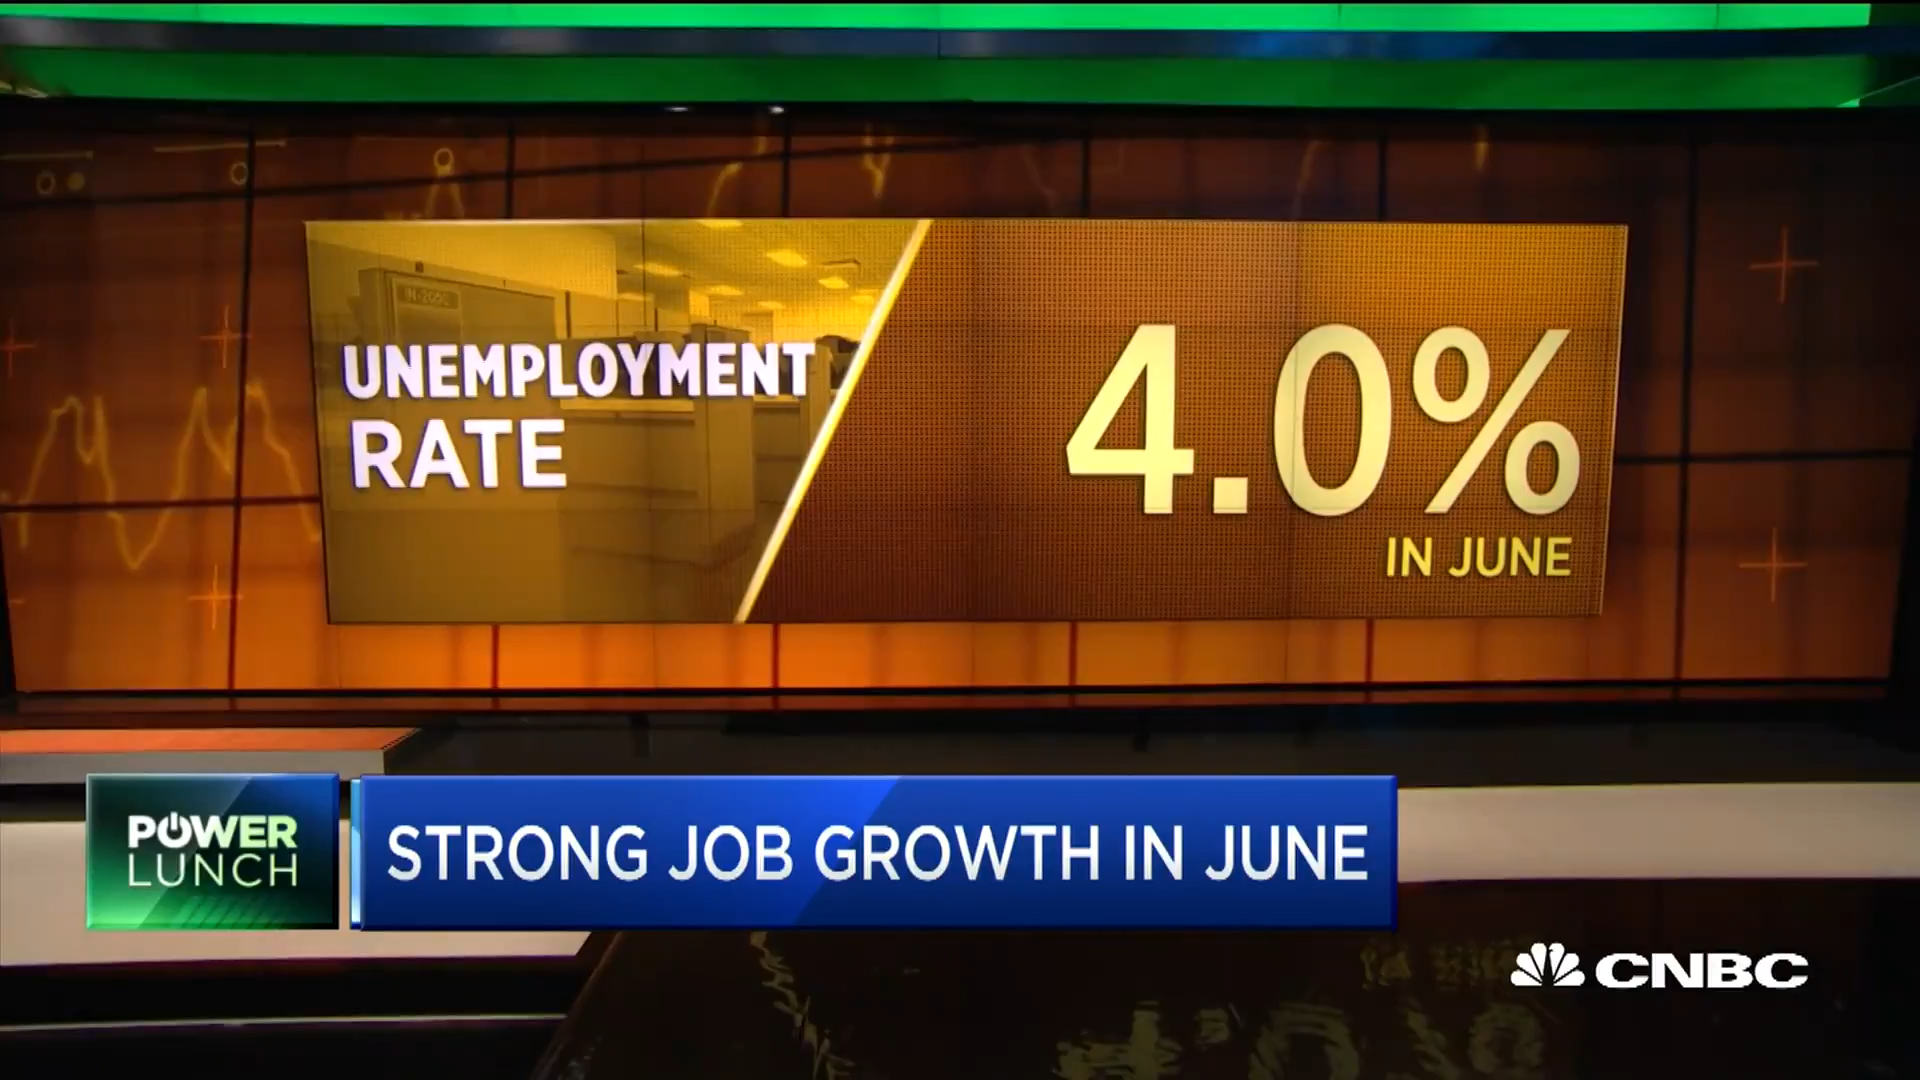 UNEMPLOYMENT
RATE
4.0%
IN JUNE
POWER
LUNCH
STRONG JOB GROWTH IN JUNE
CNBC